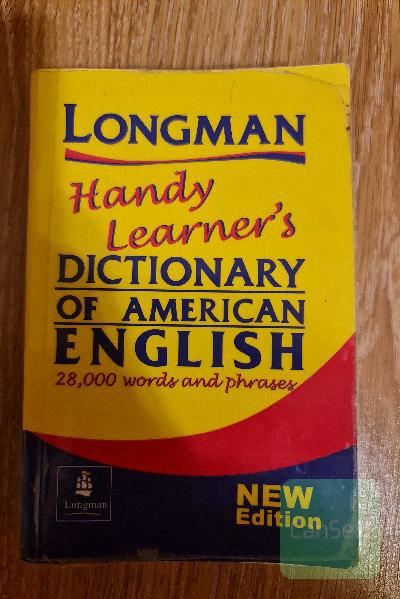 LONGMAN
Handy
Learner's
DICTIONARY
OF AMERICAN
ENGLISH
28,000 words and phrases
Longman
NEW
Edition